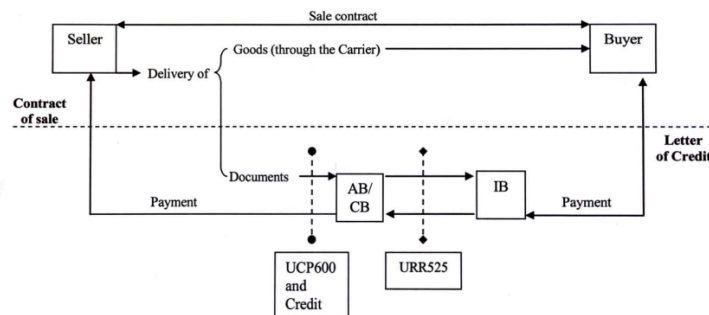 Sale contract
Seller
Buyer
Goods (through the Carrier)
Delivery of
Contract
of sale
Letter
of Credit
Documents
AB/
CB
IB
Payment
Payment
UCP600
and
Credit
URR525